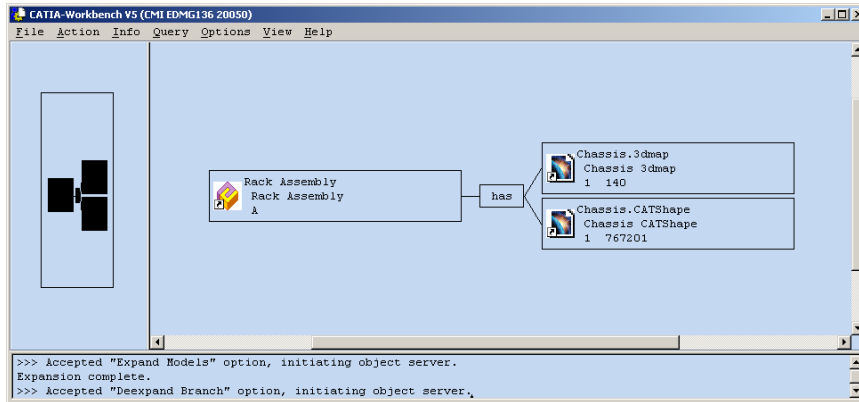 CATIA-Workbench V5 (CMI EDMG136 20050)
File Action Info Query Options View Help
Rack Assembly
Rack Assembly
A
has
Chassis.3dmap
Chassis 3dmap
1 140
Chassis.CATShape
Chassis CATShape
1 767201
>>> Accepted "Expand Models" option, initiating object server.
Expansion complete.
>>> Accepted "Deexpand Branch" option, initiating object server.